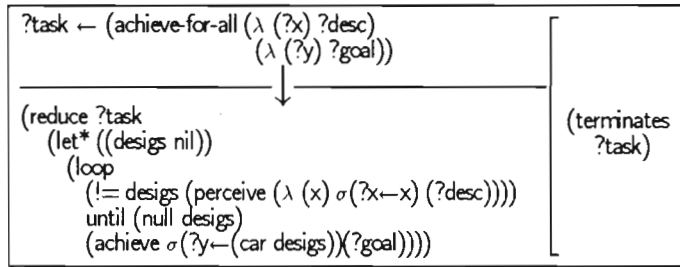 ?task ← (achieve-for-all (λ (?x) ?desc)
(λ (?y) ?goal))
(reduce ?task
(let* ((desigs nil))
(loop
(!= desigs (perceive (λ (x) σ(?x←x) (?desc))))
until (null desigs)
(achieve σ(?y←(car desigs))(?goal))))
(terminates
?task)